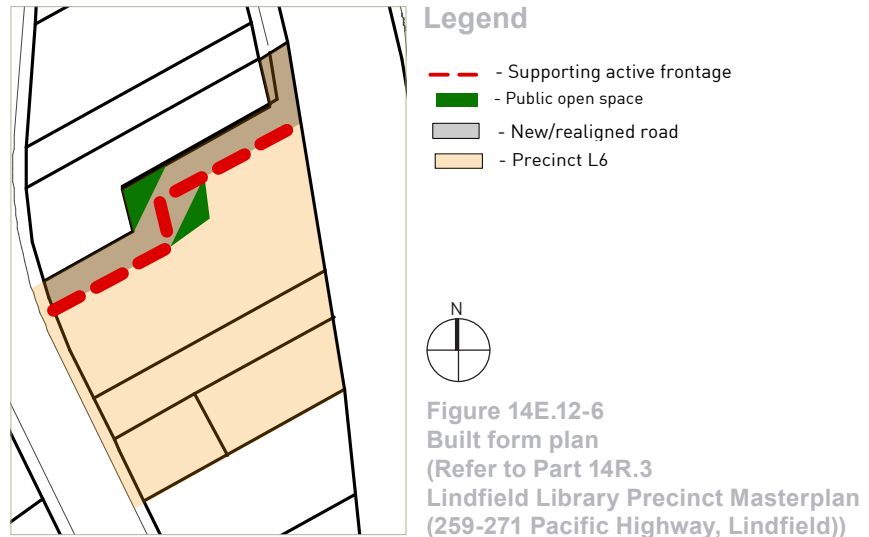 Legend
- Supporting active frontage
- Public open space
- New/realigned road
- Precinct L6
N
Figure 14E.12-6
Built form plan
(Refer to Part 14R.3
Lindfield Library Precinct Masterplan
(259-271 Pacific Highway, Lindfield))